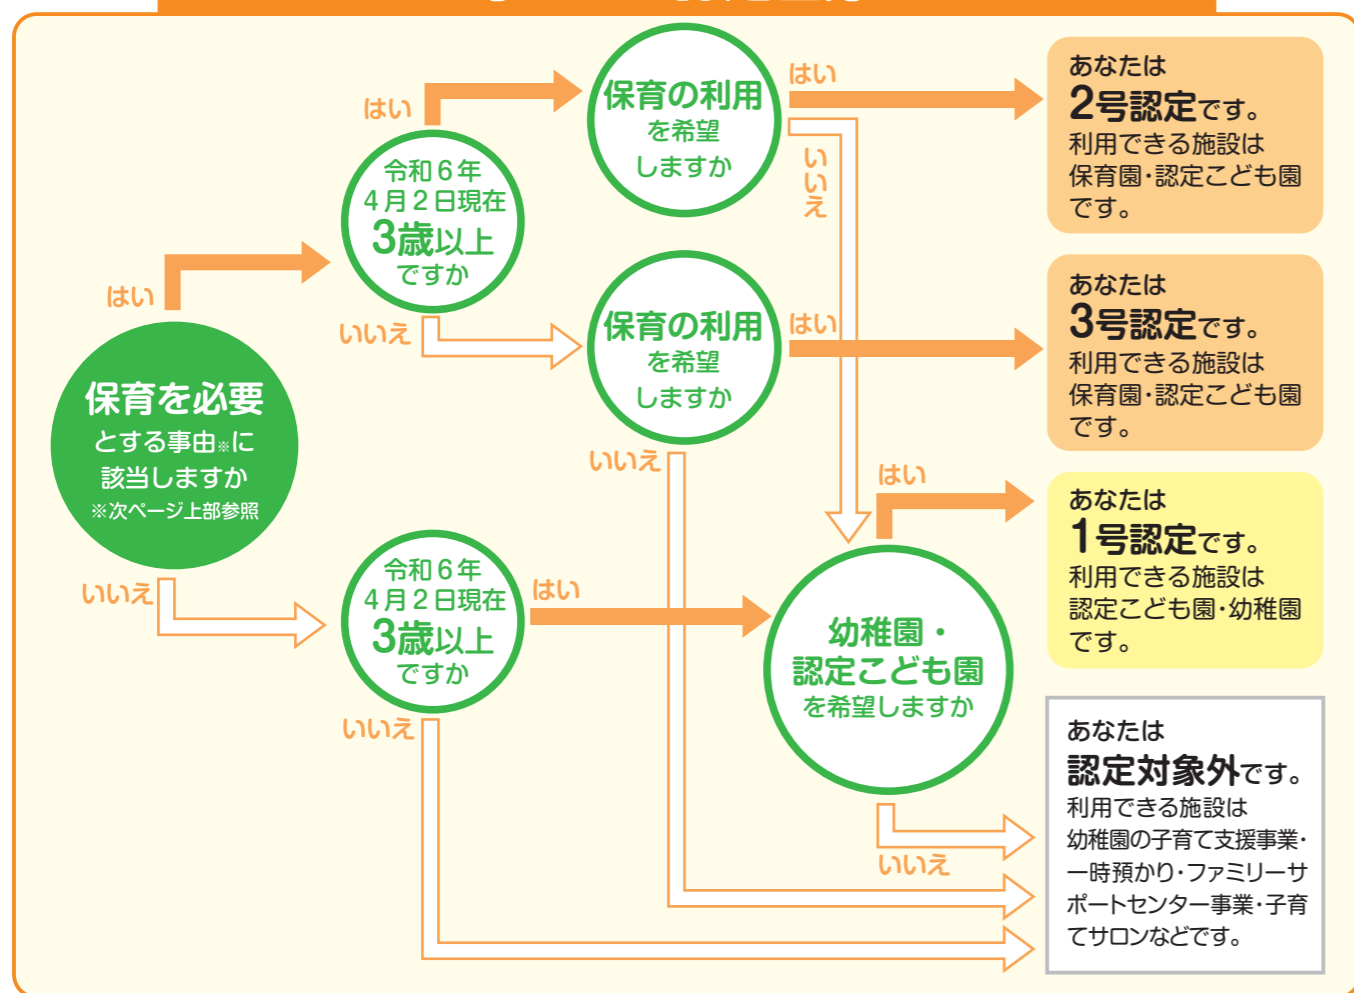 保育を必要
とする事由※に
該当しますか
※次ページ上部参照
はい
いいえ
令和6年
4月2日現在
3歳以上
ですか
はい
いいえ
保育の利用
を希望
しますか
はい
いいえ
あなたは
2号認定です。
利用できる施設は
保育園・認定こども園
です。
保育の利用
を希望
しますか
はい
いいえ
あなたは
3号認定です。
利用できる施設は
保育園・認定こども園
です。
令和6年
4月2日現在
3歳以上
ですか
はい
いいえ
幼稚園・
認定こども園
を希望しますか
はい
いいえ
あなたは
1号認定です。
利用できる施設は
認定こども園・幼稚園
です。
あなたは
認定対象外です。
利用できる施設は
幼稚園の子育て支援事業・
一時預かり・ファミリーサ
ポートセンター事業・子育
てサロンなどです。